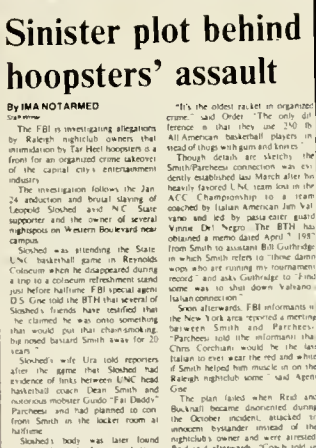 Sinister plot behind
hoopsters' assault
By IMA NOTARMED
Staff Writer
The FBI is investigating allegations
by Raleigh nightclub owners that
intimidation by Tar Heel hoopsters is a
front for an organized crime takeover
of the capital city's entertainment
industry
The investigation follows the Jan
24 abduction and brutal slaving of
Leopold Sloshed avid N.C. State
supporter and the owner of several
nightspots on Western Boulevard near
campus.
Sloshed was attending the State
UNC basketball game in Reynolds
Coliseum when he disappeared during
a trip to a coliseum refreshment stand
just before halftime FBI special agent
O.S. Gine told the BTH that several of
Sloshed's friends have testified that
he claimed he was onto something
that would put that chain-smoking,
big nosed bastard Smith away for 20
years
Sloshed's wife Ura told reporters
after the game that Sloshed had
evidence of links between UNC head
basketball coach Dean Smith and
notorious mobster Guido "Fat Daddy"
Parcheesi and had planned to con
front Smith in the locker room at
halftime
Sloshed's body was later found
"It's the oldest racket in organized
crime," said Order "The only dif
ference is that they use 250 lb
All American basketball players in
stead of thugs with gum and knives
Though details are sketchy the
Smith/Parcheesi connection was evi
dently established last March after his
heavily favored UNC team lost in the
ACC Championship to a team
coached by Italian American Jim Val
vano and led by pasta-eater guard
Vinnie Del Negro. The BTH has
obtained a memo dated April 7 1987
from Smith to assistant Bill Guthridge
in which Smith refers to "those damn
wops who are ruining my tournament
record" and asks Guthridge to "find
some way to shut down Valvano's
Italian connection"
Soon afterwards, FBI informants in
the New York area reported a meeting
between Smith and Parcheesi.
"Parcheesi told the informant that
Chris Corchiani would be the last
Italian to ever wear the red and white
if Smith helped him muscle in on the
Raleigh nightclub some" said Agent
Gine
The plan failed when Reid and
Bucknall became disoriented during
the October incident, attacked an
innocent bystander instead of the
nightclub's owner and were arrested